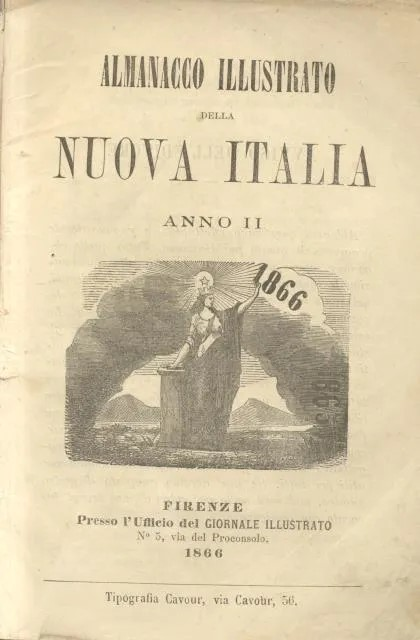 ALMANACCO ILLUSTRATO
DELLA
NUOVA ITALIA
ANNO II
1866
FIRENZE
Presso l'Ufficio del GIORNALE ILLUSTRATO
Nº 5, via del Proconsolo.
1866
Tipografia Cavour, via Cavour, 56.